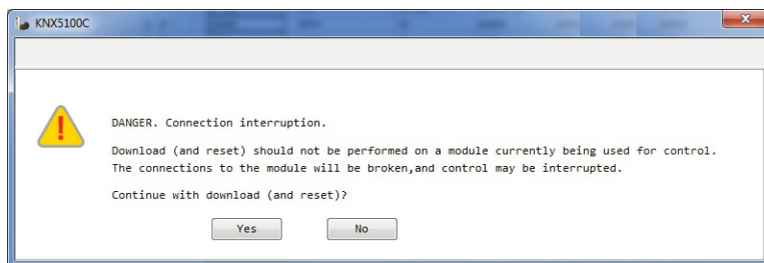 KNX5100C
DANGER. Connection interruption.
Download (and reset) should not be performed on a module currently being used for control.
The connections to the module will be broken,and control may be interrupted.
Continue with download (and reset)?
Yes No